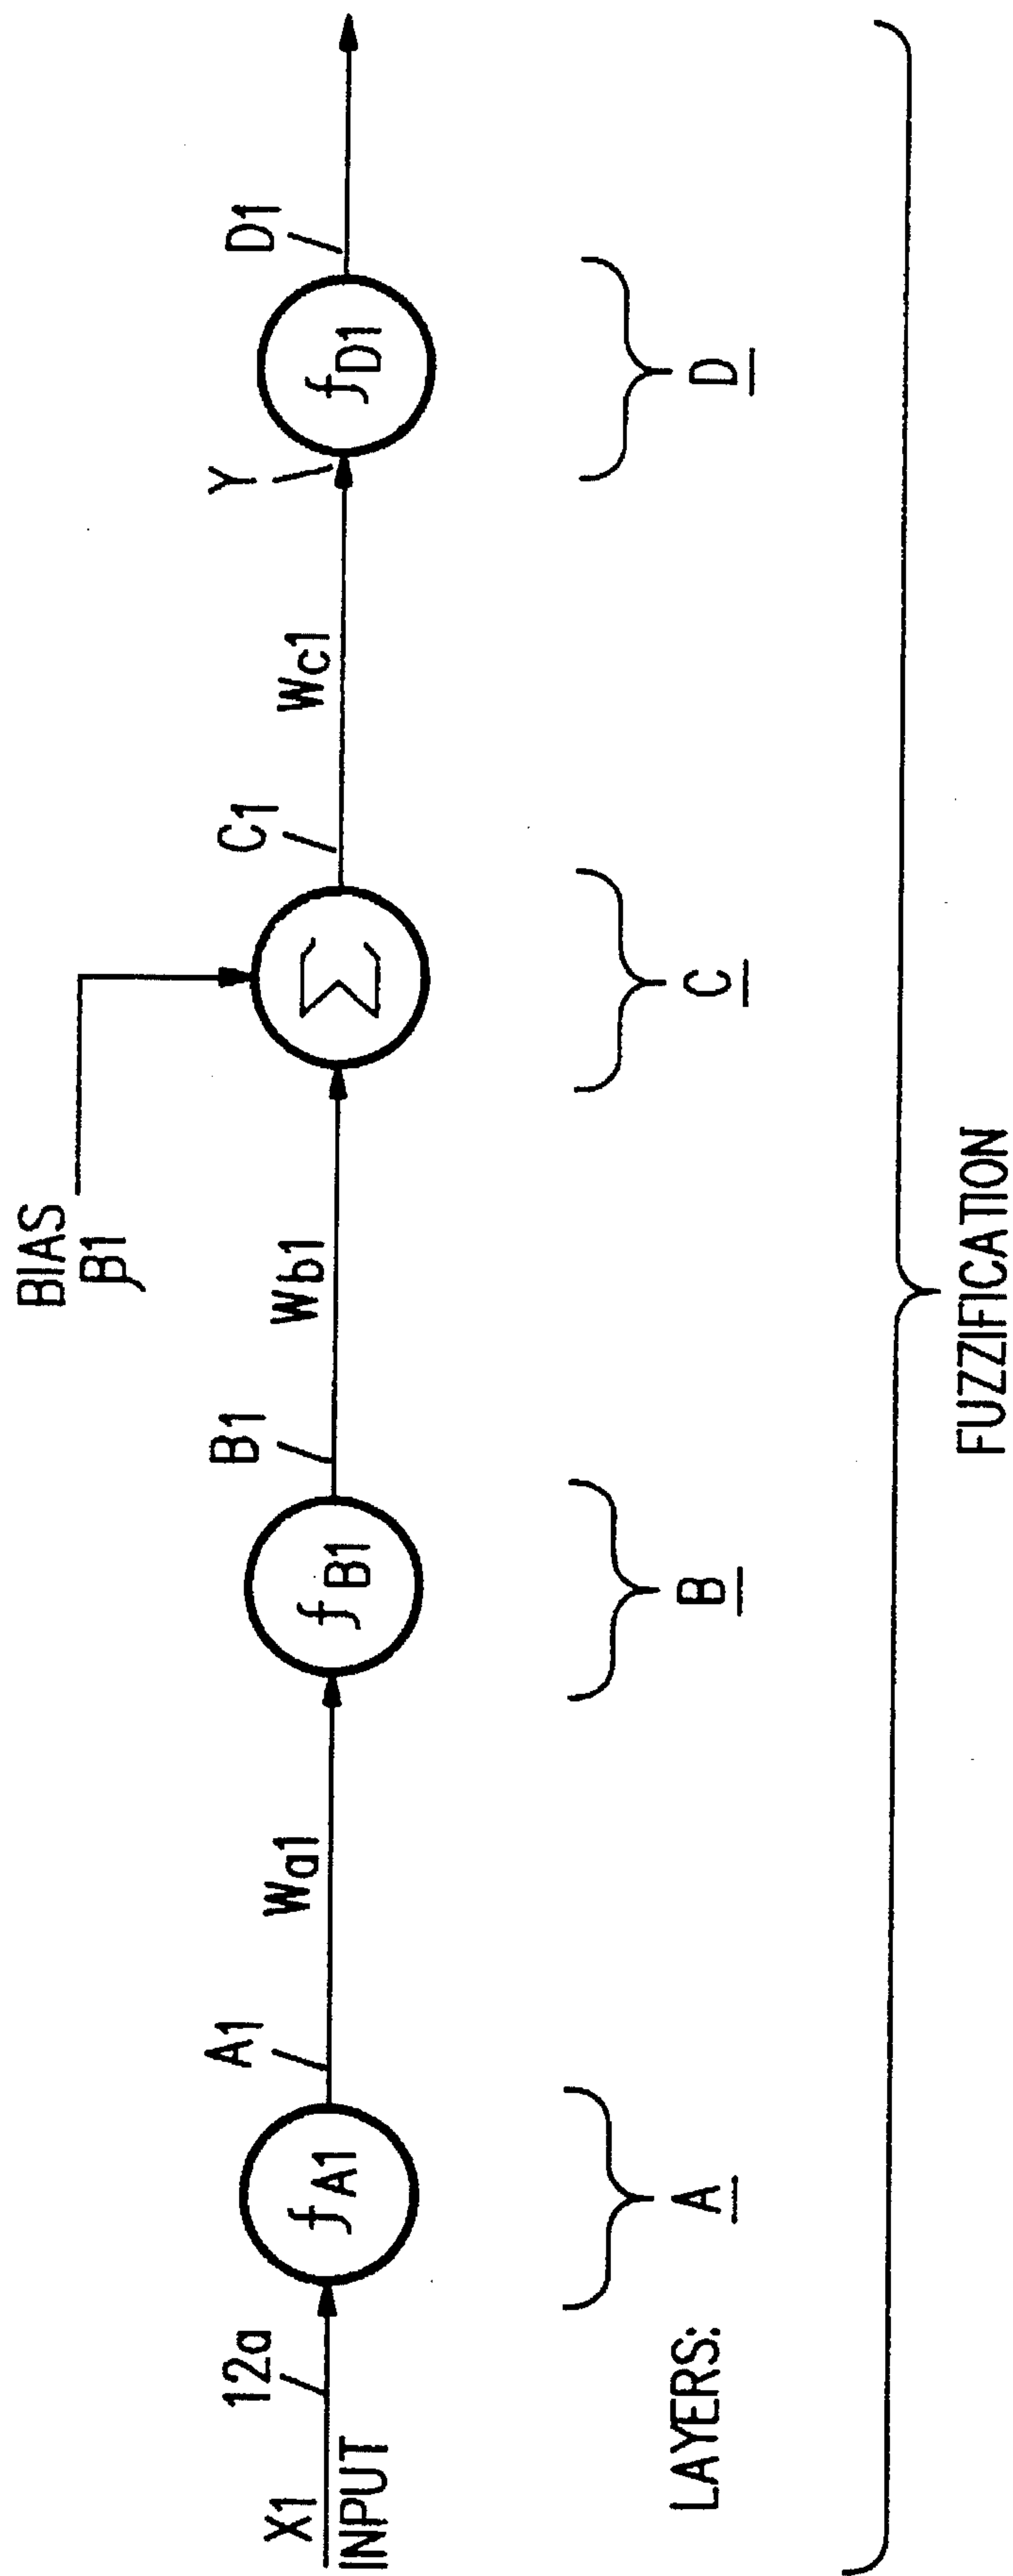 BIAS
β1
X1
INPUT
12a
fA1
A1
Wa1
fB1
B1
Wb1
Σ
C1
Wc1
Y
fD1
D1
LAYERS:
A
B
C
D
FUZZIFICATION